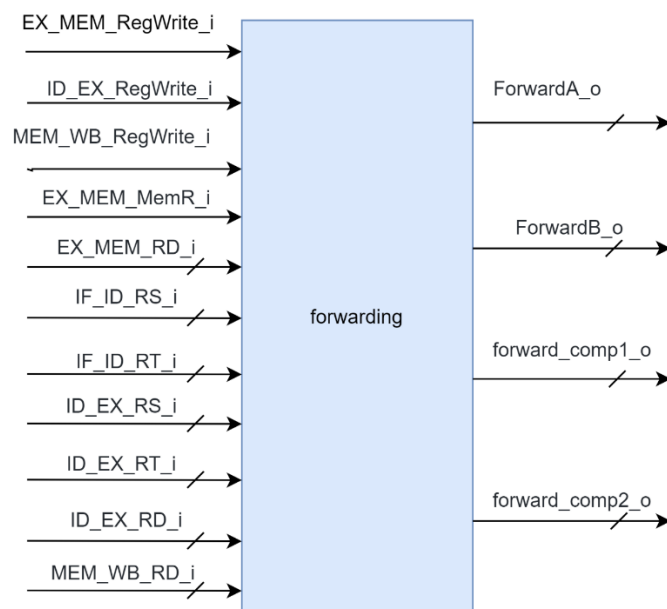 EX_MEM_RegWrite_i
ID_EX_RegWrite_i
MEM_WB_RegWrite_i
EX_MEM_MemR_i
EX_MEM_RD_i
IF_ID_RS_i
IF_ID_RT_i
ID_EX_RS_i
ID_EX_RT_i
ID_EX_RD_i
MEM_WB_RD_i
forwarding
ForwardA_o
ForwardB_o
forward_comp1_o
forward_comp2_o